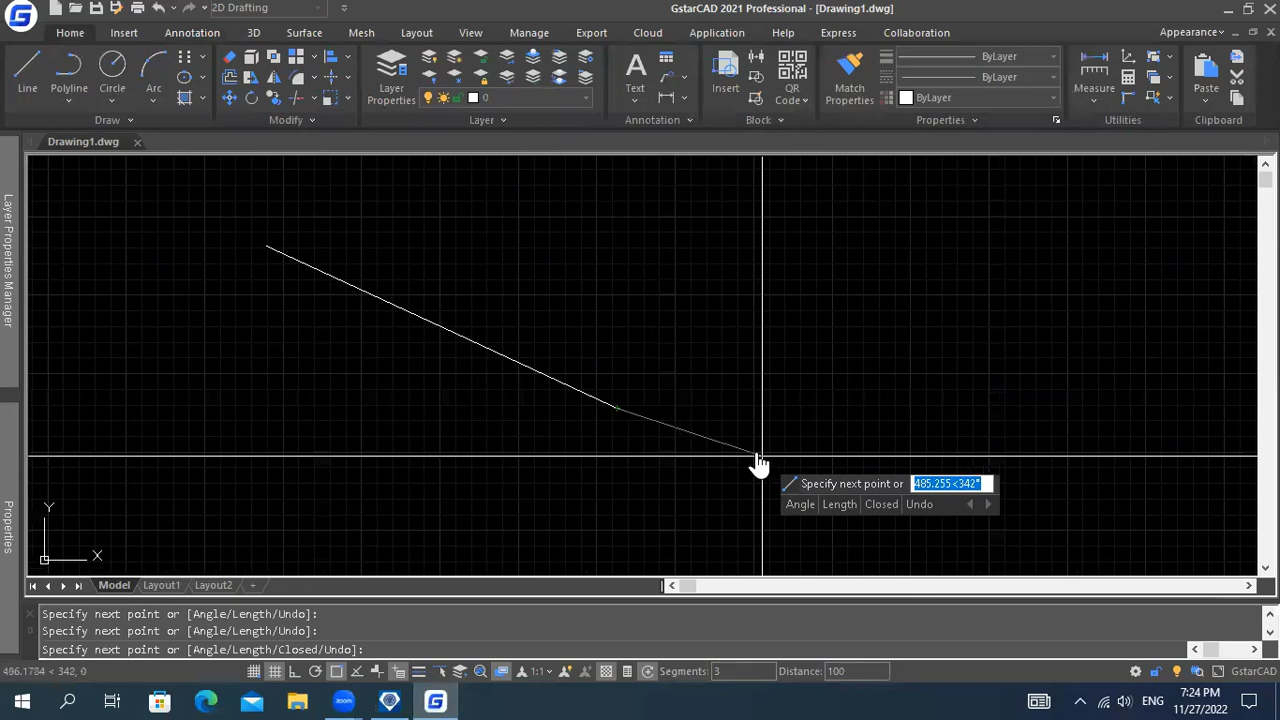 2D Drafting
GstarCAD 2021 Professional - [Drawing1.dwg]
Home Insert Annotation 3D Surface Mesh Layout View Manage Export Cloud Application Help Express Collaboration Appearance
Line Polyline Circle Arc
Draw
Modify
Layer
Properties
0
Layer
Text
Annotation
Insert
QR
Code
Block
Match
Properties
ByLayer
ByLayer
ByLayer
Properties
Measure
Utilities
Paste
Clipboard
Drawing1.dwg
Layer Properties Manager
Properties
Specify next point or 485.255<342°
Angle Length Closed Undo
Y
X
Model Layout1 Layout2 +
Specify next point or [Angle/Length/Undo]:
Specify next point or [Angle/Length/Undo]:
Specify next point or [Angle/Length/Closed/Undo]:
496.1784 < 342, 0
1:1
Segments: 3
Distance: 100
GstarCAD
zoom
ENG
7:24 PM
11/27/2022